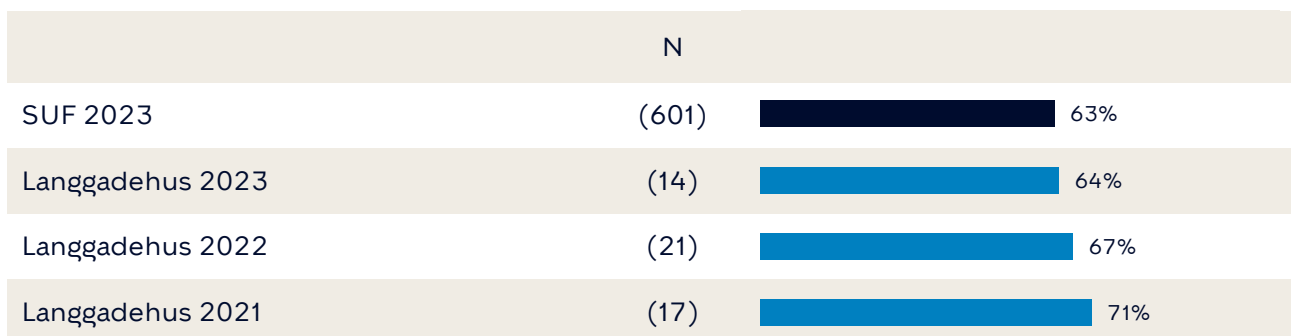 N
SUF 2023 (601) 63%
Langgadehus 2023 (14) 64%
Langgadehus 2022 (21) 67%
Langgadehus 2021 (17) 71%